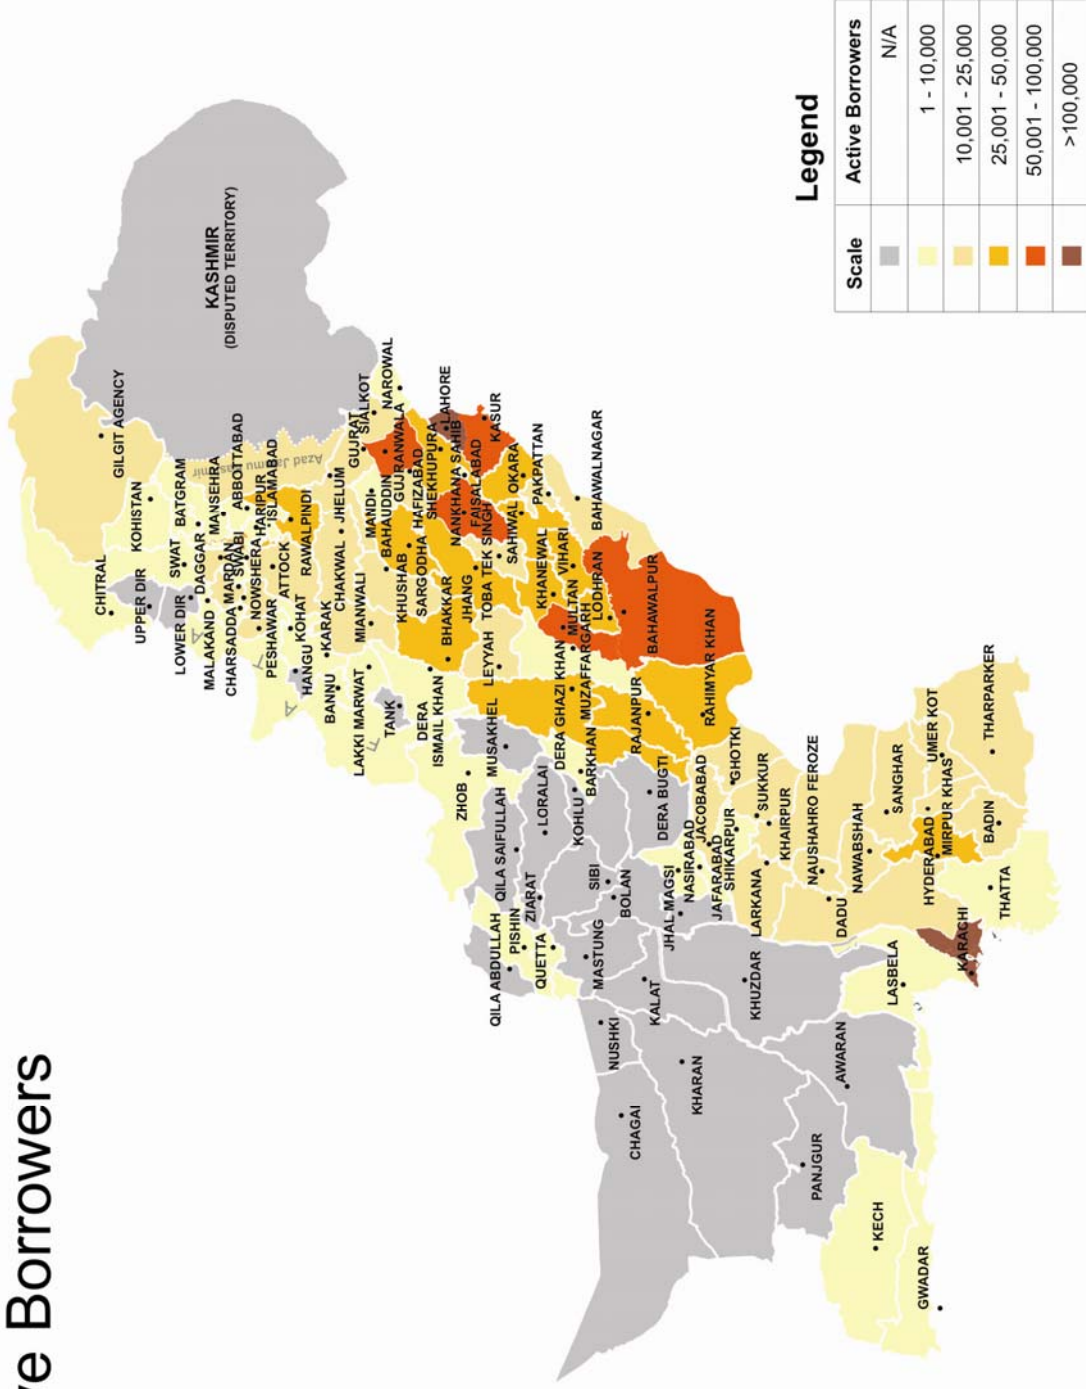 ve Borrowers
KASHMIR
(DISPUTED TERRITORY)
GILGIT AGENCY
CHITRAL
UPPER DIR
KOHISTAN
LOWER DIR
SWAT
BATGRAM
DAGGAR
MANSEHRA
MALAKAND
MARDAN
SWABI
ABBOTTABAD
CHARSADDA
NOWSHERA
HARIPUR
ISLAMABAD
Azad Jammu Kashmir
PESHAWAR
ATTOCK
RAWALPINDI
F A T A
HANGU
KOHAT
KARAK
CHAKWAL
JHELUM
BANNU
MIANWALI
GUJRAT
SIALKOT
NAROWAL
LAKKI MARWAT
MANDI
BAHAUDDIN
GUJRANWALA
TANK
KHUSHAB
SARGODHA
HAFIZABAD
SHEKHUPURA
LAHORE
DERA
ISMAIL KHAN
BHAKKAR
JHANG
NANKHANA SAHIB
FAISALABAD
KASUR
TOBA TEK SINGH
OKARA
ZHOB
MUSAKHEL
LEYYAH
SAHIWAL
PAKPATTAN
KHANEWAL
VIHARI
BAHAWALNAGAR
QILA SAIFULLAH
LORALAI
DERA GHAZI KHAN
MUZAFFARGARH
MULTAN
LODHRAN
BAHAWALPUR
QILA ABDULLAH
PISHIN
ZIARAT
QUETTA
KOHLU
BARKHAN
RAJANPUR
RAHIMYAR KHAN
SIBI
BOLAN
DERA BUGTI
MASTUNG
JHAL MAGSI
NASIRABAD
JACOBABAD
JAFARABAD
GHOTKI
NUSHKI
KALAT
SHIKARPUR
SUKKUR
LARKANA
KHAIRPUR
CHAGAI
KHARAN
KHUZDAR
NAUSHAHRO FEROZE
DADU
NAWABSHAH
SANGHAR
PANJGUR
AWARAN
LASBELA
HYDERABAD
MIRPUR KHAS
UMER KOT
THARPARKER
KECH
GWADAR
KARACHI
THATTA
BADIN
Legend
Scale Active Borrowers
N/A
1 - 10,000
10,001 - 25,000
25,001 - 50,000
50,001 - 100,000
>100,000